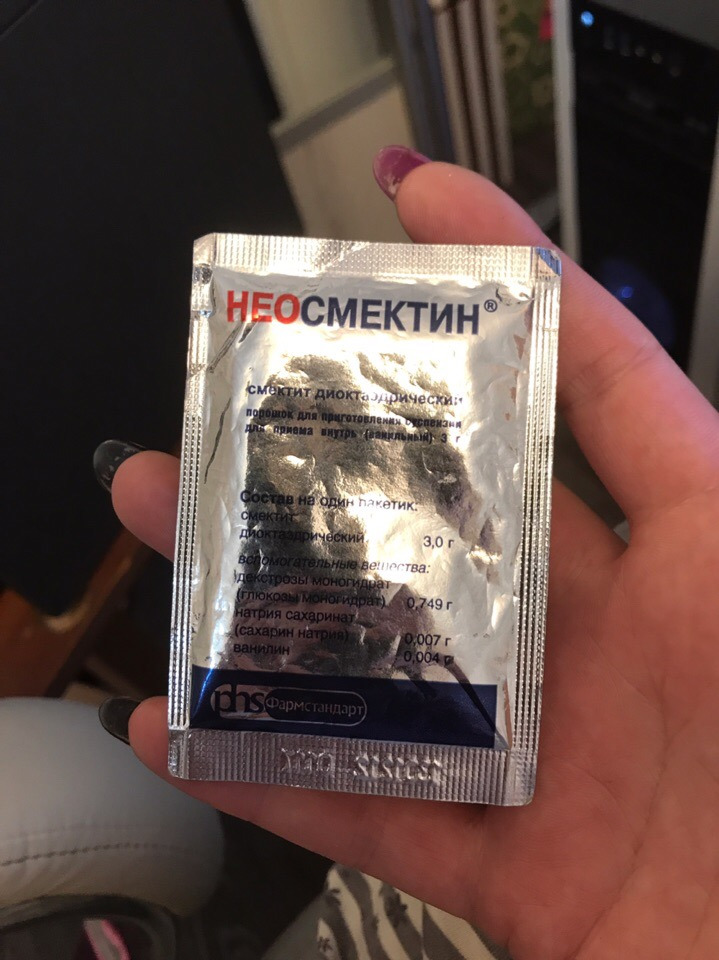 НЕОСМЕКТИН®
смектит диоктаэдрический
порошок для приготовления суспензии
для приема внутрь (ванильный) 3 г
Состав на один пакетик:
смектит
диоктаэдрический 3,0 г
вспомогательные вещества:
декстрозы моногидрат
(глюкозы моногидрат) 0,749 г
натрия сахаринат
(сахарин натрия) 0,007 г
ванилин 0,004 г
phs Фармстандарт